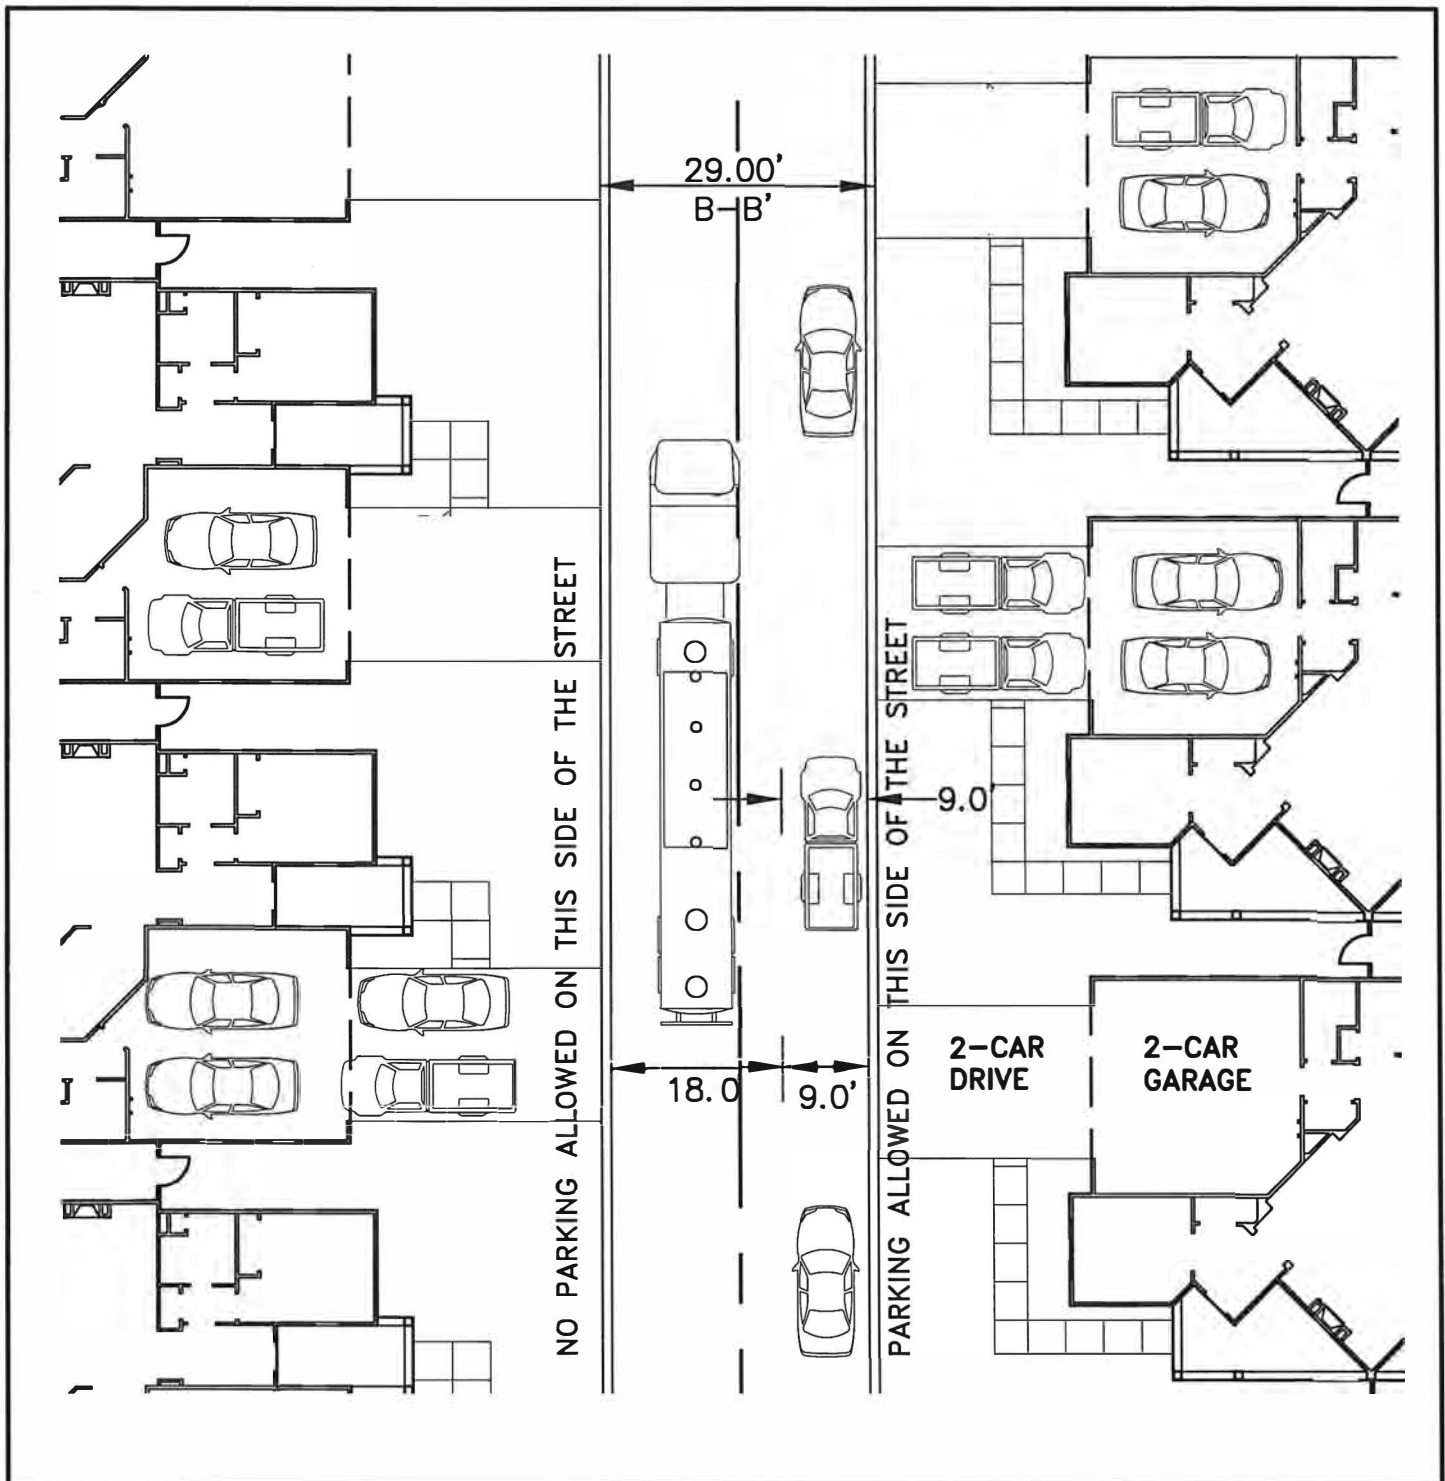 29.00'
B-B'
NO PARKING ALLOWED ON THIS SIDE OF THE STREET
PARKING ALLOWED ON THIS SIDE OF THE STREET
9.0'
18.0
9.0'
2-CAR
DRIVE
2-CAR
GARAGE